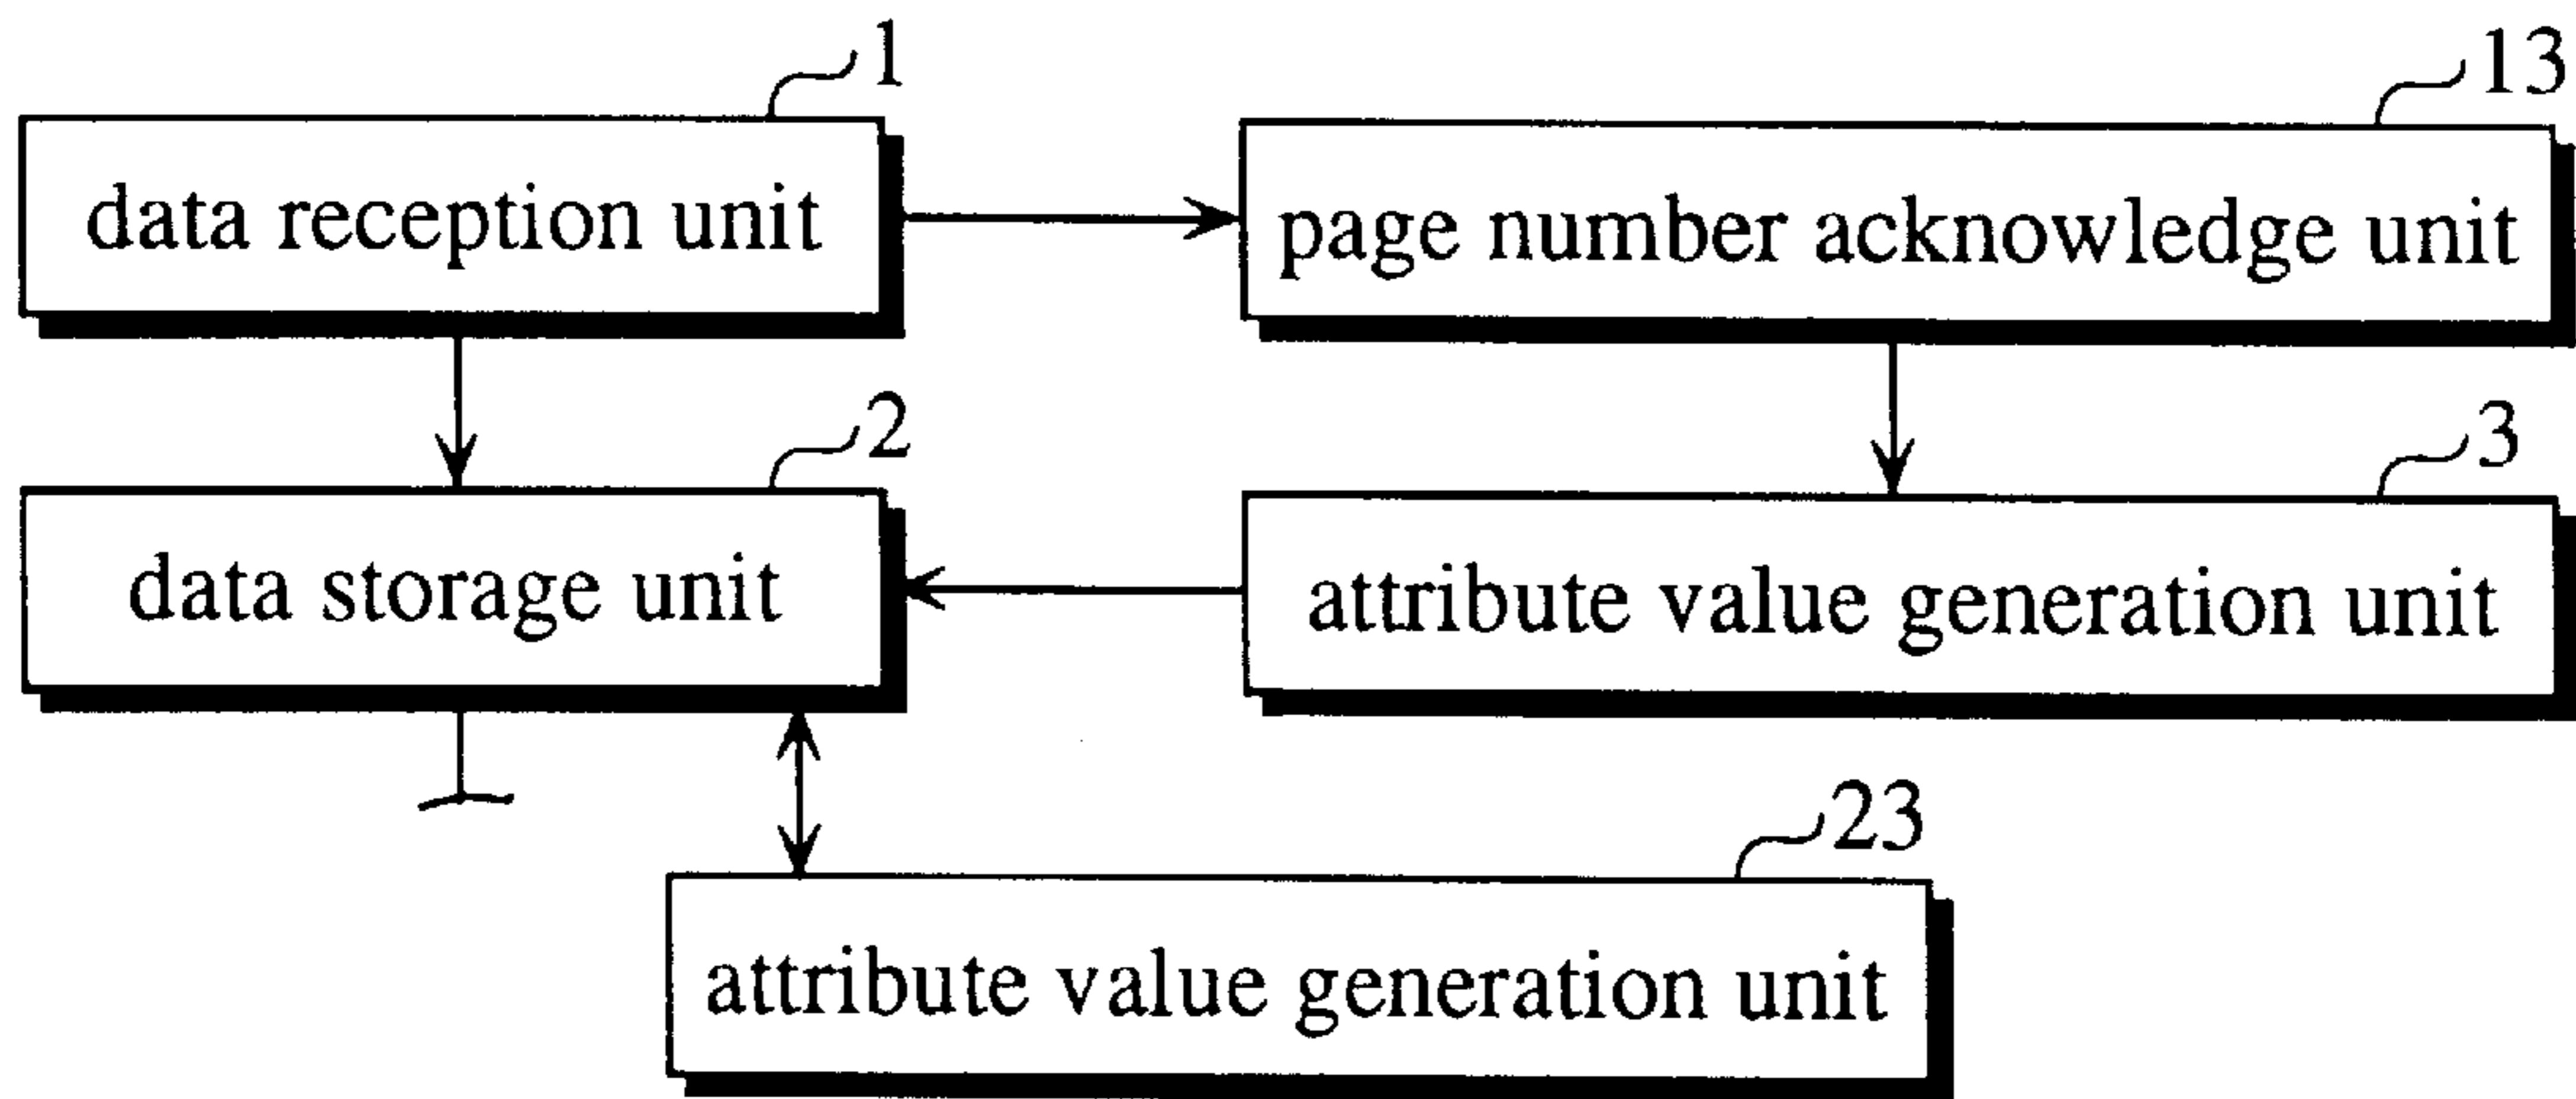 1
13
data reception unit
page number acknowledge unit
2
3
data storage unit
attribute value generation unit
23
attribute value generation unit